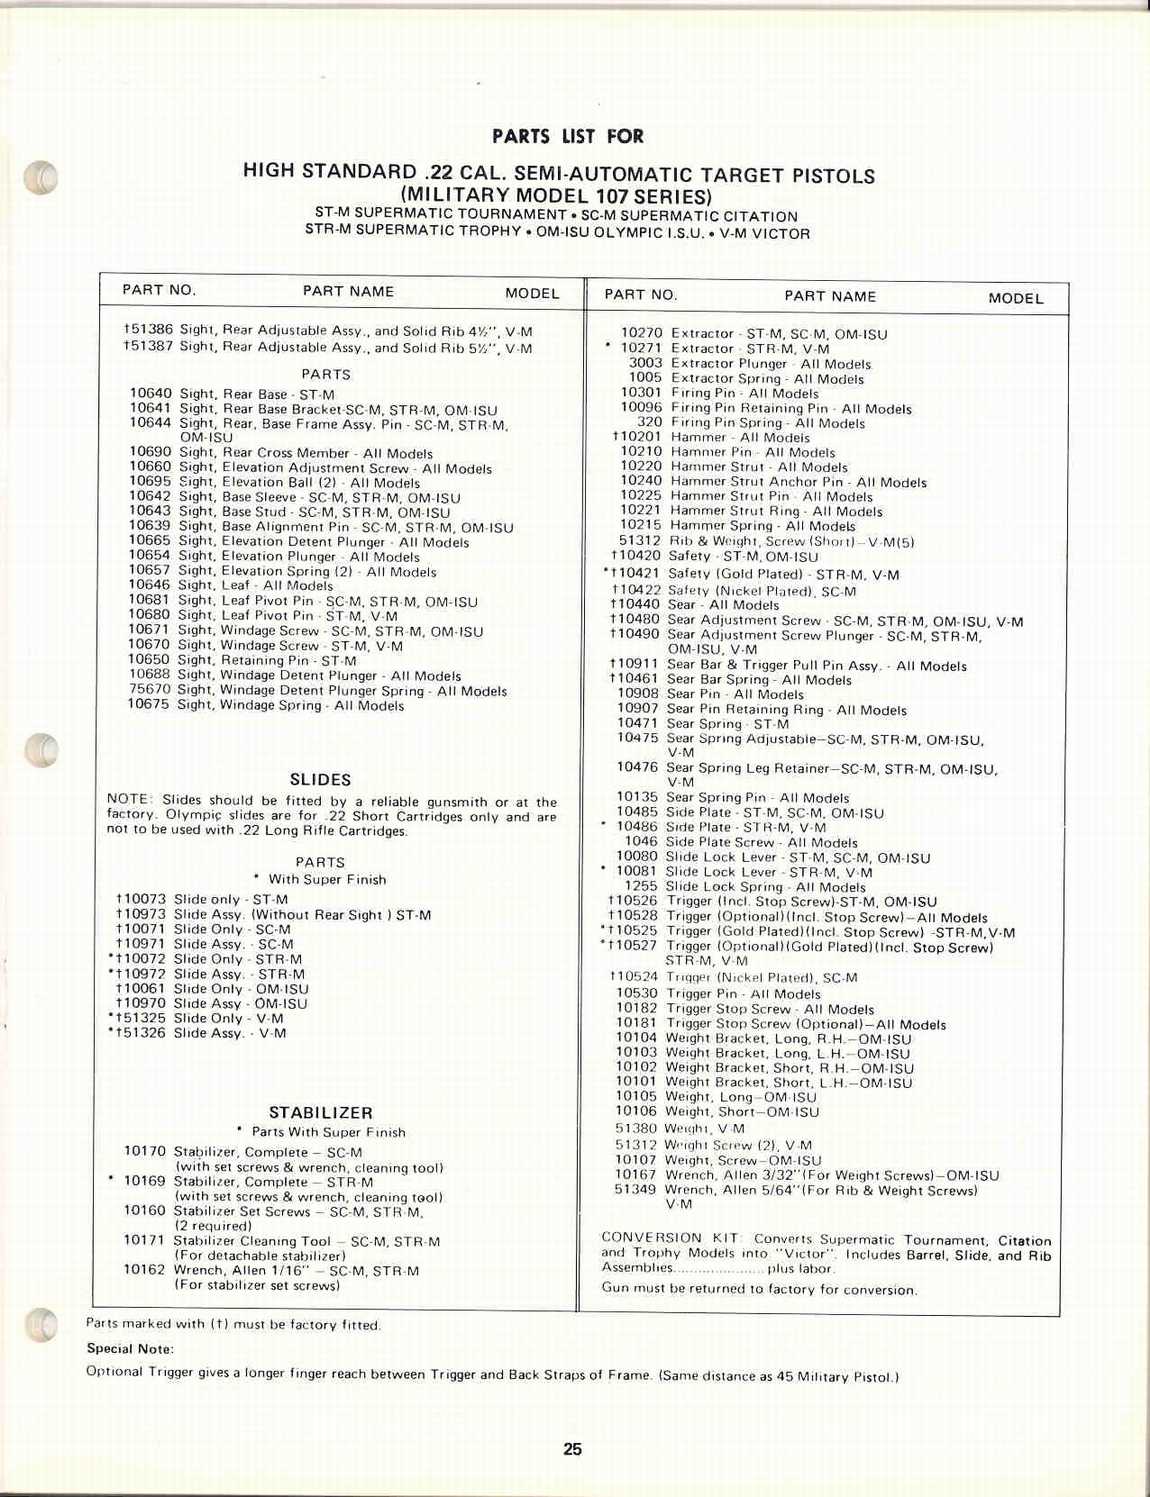 PARTS LIST FOR
HIGH STANDARD .22 CAL. SEMI-AUTOMATIC TARGET PISTOLS
(MILITARY MODEL 107 SERIES)
ST-M SUPERMATIC TOURNAMENT • SC-M SUPERMATIC CITATION
STR-M SUPERMATIC TROPHY • OM-ISU OLYMPIC I.S.U. • V-M VICTOR
PART NO. PART NAME MODEL
†51386 Sight, Rear Adjustable Assy., and Solid Rib 4½", V-M
†51387 Sight, Rear Adjustable Assy., and Solid Rib 5½", V-M
PARTS
10640 Sight, Rear Base - ST-M
10641 Sight, Rear Base Bracket-SC-M, STR-M, OM-ISU
10644 Sight, Rear, Base Frame Assy. Pin - SC-M, STR-M,
OM-ISU
10690 Sight, Rear Cross Member - All Models
10660 Sight, Elevation Adjustment Screw - All Models
10695 Sight, Elevation Ball (2) - All Models
10642 Sight, Base Sleeve - SC-M, STR-M, OM-ISU
10643 Sight, Base Stud - SC-M, STR-M, OM-ISU
10639 Sight, Base Alignment Pin - SC-M, STR-M, OM-ISU
10665 Sight, Elevation Detent Plunger - All Models
10654 Sight, Elevation Plunger - All Models
10657 Sight, Elevation Spring (2) - All Models
10646 Sight, Leaf - All Models
10681 Sight, Leaf Pivot Pin - SC-M, STR-M, OM-ISU
10680 Sight, Leaf Pivot Pin - ST-M, V-M
10671 Sight, Windage Screw - SC-M, STR-M, OM-ISU
10670 Sight, Windage Screw - ST-M, V-M
10650 Sight, Retaining Pin - ST-M
10688 Sight, Windage Detent Plunger - All Models
75670 Sight, Windage Detent Plunger Spring - All Models
10675 Sight, Windage Spring - All Models
SLIDES
NOTE: Slides should be fitted by a reliable gunsmith or at the
factory. Olympic slides are for .22 Short Cartridges only and are
not to be used with .22 Long Rifle Cartridges.
PARTS
* With Super Finish
†10073 Slide only - ST-M
†10973 Slide Assy. (Without Rear Sight ) ST-M
†10071 Slide Only - SC-M
†10971 Slide Assy. - SC-M
*†10072 Slide Only - STR-M
*†10972 Slide Assy. - STR-M
†10061 Slide Only - OM-ISU
†10970 Slide Assy - OM-ISU
*†51325 Slide Only - V-M
*†51326 Slide Assy. - V-M
STABILIZER
* Parts With Super Finish
10170 Stabilizer, Complete – SC-M
(with set screws & wrench, cleaning tool)
* 10169 Stabilizer, Complete – STR-M
(with set screws & wrench, cleaning tool)
10160 Stabilizer Set Screws – SC-M, STR-M,
(2 required)
10171 Stabilizer Cleaning Tool – SC-M, STR-M
(For detachable stabilizer)
10162 Wrench, Allen 1/16" – SC-M, STR-M
(For stabilizer set screws)
PART NO. PART NAME MODEL
10270 Extractor - ST-M, SC-M, OM-ISU
* 10271 Extractor - STR-M, V-M
3003 Extractor Plunger - All Models
1005 Extractor Spring - All Models
10301 Firing Pin - All Models
10096 Firing Pin Retaining Pin - All Models
320 Firing Pin Spring - All Models
†10201 Hammer - All Models
10210 Hammer Pin - All Models
10220 Hammer Strut - All Models
10240 Hammer Strut Anchor Pin - All Models
10225 Hammer Strut Pin - All Models
10221 Hammer Strut Ring - All Models
10215 Hammer Spring - All Models
51312 Rib & Weight, Screw (Short) – V-M(5)
†10420 Safety - ST-M, OM-ISU
*†10421 Safety (Gold Plated) - STR-M, V-M
†10422 Safety (Nickel Plated), SC-M
†10440 Sear - All Models
†10480 Sear Adjustment Screw - SC-M, STR-M, OM-ISU, V-M
†10490 Sear Adjustment Screw Plunger - SC-M, STR-M,
OM-ISU, V-M
†10911 Sear Bar & Trigger Pull Pin Assy. - All Models
†10461 Sear Bar Spring - All Models
10908 Sear Pin - All Models
10907 Sear Pin Retaining Ring - All Models
10471 Sear Spring - ST-M
10475 Sear Spring Adjustable–SC-M, STR-M, OM-ISU,
V-M
10476 Sear Spring Leg Retainer–SC-M, STR-M, OM-ISU,
V-M
10135 Sear Spring Pin - All Models
10485 Side Plate - ST-M, SC-M, OM-ISU
* 10486 Side Plate - STR-M, V-M
1046 Side Plate Screw - All Models
10080 Slide Lock Lever - ST-M, SC-M, OM-ISU
* 10081 Slide Lock Lever - STR-M, V-M
1255 Slide Lock Spring - All Models
†10526 Trigger (Incl. Stop Screw)-ST-M, OM-ISU
†10528 Trigger (Optional)(Incl. Stop Screw)–All Models
*†10525 Trigger (Gold Plated)(Incl. Stop Screw) -STR-M,V-M
*†10527 Trigger (Optional)(Gold Plated)(Incl. Stop Screw)
STR-M, V-M
†10524 Trigger (Nickel Plated), SC-M
10530 Trigger Pin - All Models
10182 Trigger Stop Screw - All Models
10181 Trigger Stop Screw (Optional)–All Models
10104 Weight Bracket, Long, R.H.–OM-ISU
10103 Weight Bracket, Long, L.H.–OM-ISU
10102 Weight Bracket, Short, R.H.–OM-ISU
10101 Weight Bracket, Short, L.H.–OM-ISU
10105 Weight, Long–OM-ISU
10106 Weight, Short–OM-ISU
51380 Weight, V-M
51312 Weight Screw (2), V-M
10107 Weight, Screw–OM-ISU
10167 Wrench, Allen 3/32"(For Weight Screws)–OM-ISU
51349 Wrench, Allen 5/64"(For Rib & Weight Screws)
V-M
CONVERSION KIT: Converts Supermatic Tournament, Citation
and Trophy Models into "Victor". Includes Barrel, Slide, and Rib
Assemblies.....................plus labor.
Gun must be returned to factory for conversion.
Parts marked with (†) must be factory fitted.
Special Note:
Optional Trigger gives a longer finger reach between Trigger and Back Straps of Frame. (Same distance as 45 Military Pistol.)
25